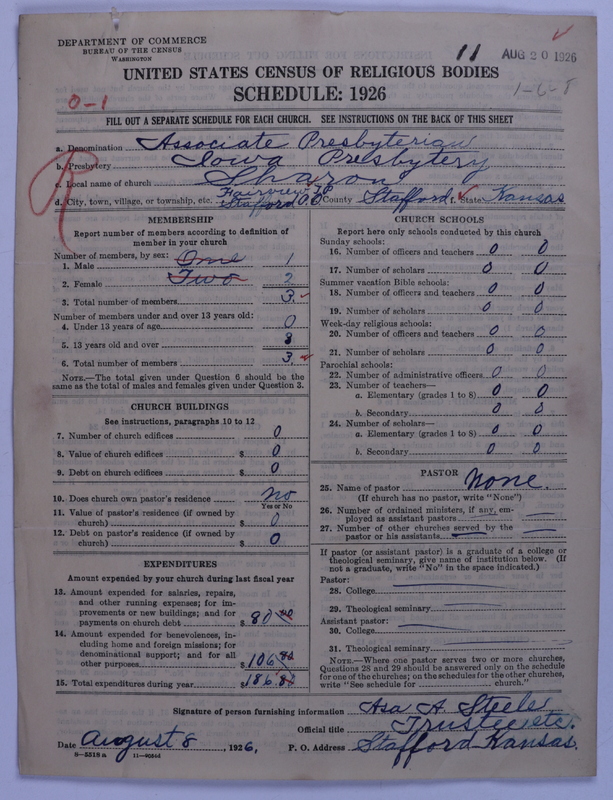 DEPARTMENT OF COMMERCE
BUREAU OF THE CENSUS
WASHINGTON
11 AUG 20 1926
1-6-8
UNITED STATES CENSUS OF RELIGIOUS BODIES
SCHEDULE: 1926
0-1
FILL OUT A SEPARATE SCHEDULE FOR EACH CHURCH. SEE INSTRUCTIONS ON THE BACK OF THIS SHEET
R
a. Denomination Associate Presbyterian
b. Presbytery Iowa Presbytery
c. Local name of church Sharon
Fairview Tp
d. City, town, village, or township, etc. Stafford County Stafford f. State Kansas
MEMBERSHIP
Report number of members according to definition of
member in your church
Number of members, by sex:
1. Male One 1
2. Female Two 2
3. Total number of members 3
Number of members under and over 13 years old:
4. Under 13 years of age 0
5. 13 years old and over 3
6. Total number of members 3
NOTE.—The total given under Question 6 should be the
same as the total of males and females given under Question 3.
CHURCH BUILDINGS
See instructions, paragraphs 10 to 12
7. Number of church edifices 0
8. Value of church edifices $ 0
9. Debt on church edifices $ 0
10. Does church own pastor's residence no
Yes or No
11. Value of pastor's residence (if owned by
church) $ 0
12. Debt on pastor's residence (if owned by
church) $ 0
EXPENDITURES
Amount expended by your church during last fiscal year
13. Amount expended for salaries, repairs,
and other running expenses; for im-
provements or new buildings; and for
payments on church debt $ 80 00
14. Amount expended for benevolences, in-
cluding home and foreign missions; for
denominational support; and for all
other purposes $ 106
15. Total expenditures during year $ 186
CHURCH SCHOOLS
Report here only schools conducted by this church
Sunday schools:
16. Number of officers and teachers 0 0
17. Number of scholars 0 0
Summer vacation Bible schools:
18. Number of officers and teachers 0 0
19. Number of scholars 0 0
Week-day religious schools:
20. Number of officers and teachers 0 0
21. Number of scholars 0 0
Parochial schools:
22. Number of administrative officers 0 0
23. Number of teachers—
a. Elementary (grades 1 to 8) 0 0
b. Secondary 0 0
24. Number of scholars—
a. Elementary (grades 1 to 8) 0 0
b. Secondary 0 0
PASTOR
25. Name of pastor None.
(If church has no pastor, write "None")
26. Number of ordained ministers, if any, em-
ployed as assistant pastors
27. Number of other churches served by the
pastor or his assistants
If pastor (or assistant pastor) is a graduate of a college or
theological seminary, give name of institution below. (If
not a graduate, write "No" in the space indicated.)
Pastor:
28. College
29. Theological seminary
Assistant pastor:
30. College
31. Theological seminary
NOTE.—Where one pastor serves two or more churches,
Questions 28 and 29 should be answered only on the schedule
for one of the churches; on the schedules for the other churches,
write "See schedule for church."
Signature of person furnishing information Asa A Steele
Official title Trustee etc.
Date August 8, 1926, P. O. Address Stafford Kansas.
8-5518 a